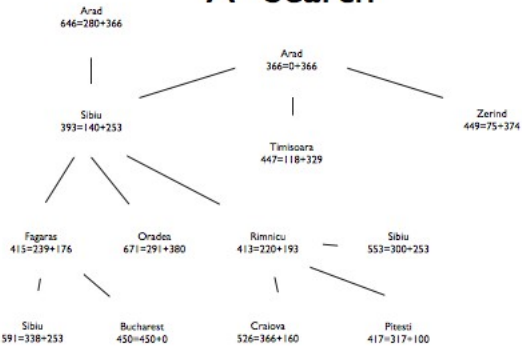 A* Search
Arad
646=280+366
Arad
366=0+366
Sibiu
393=140+253
Timisoara
447=118+329
Zerind
449=75+374
Fagaras
415=239+176
Oradea
671=291+380
Rimnicu
413=220+193
Sibiu
553=300+253
Sibiu
591=338+253
Bucharest
450=450+0
Craiova
526=366+160
Pitesti
417=317+100